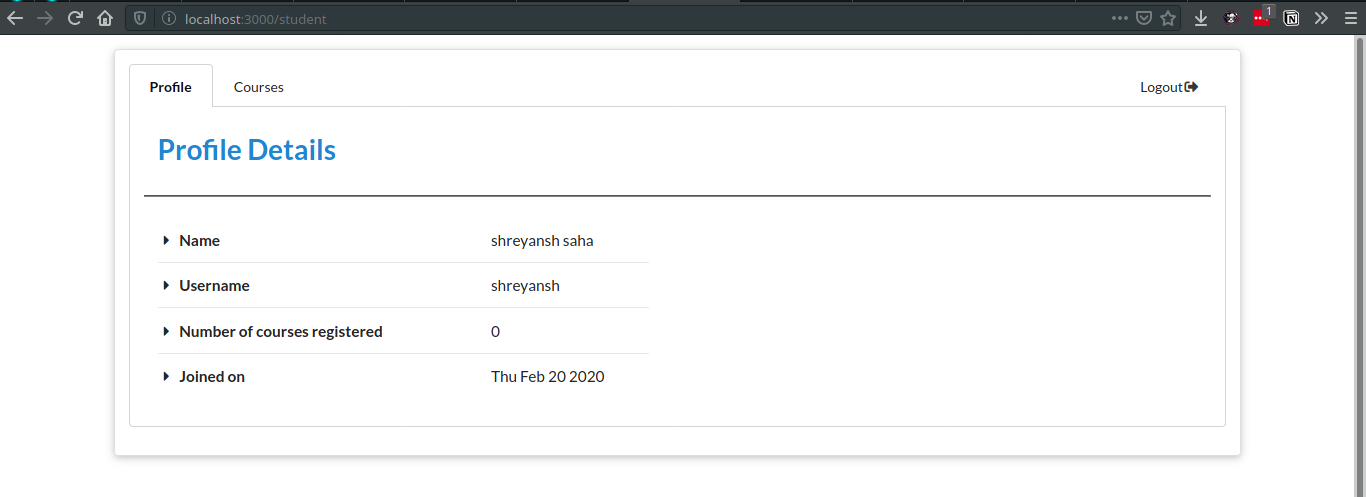 localhost:3000/student
1
Profile
Courses
Logout
Profile Details
Name
shreyansh saha
Username
shreyansh
Number of courses registered
0
Joined on
Thu Feb 20 2020